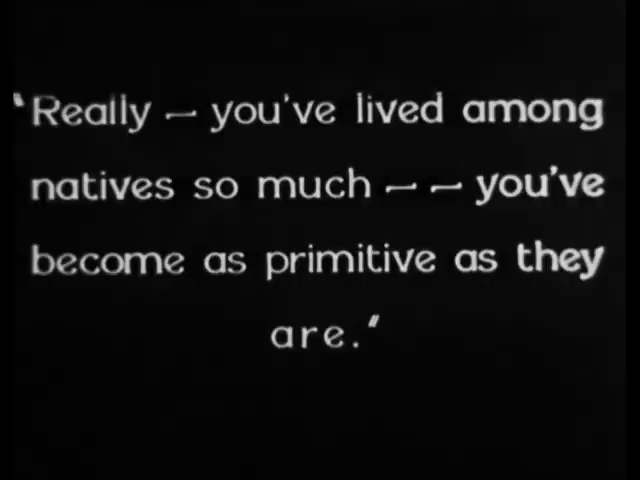 "Really — you've lived among
natives so much — — you've
become as primitive as they
are."